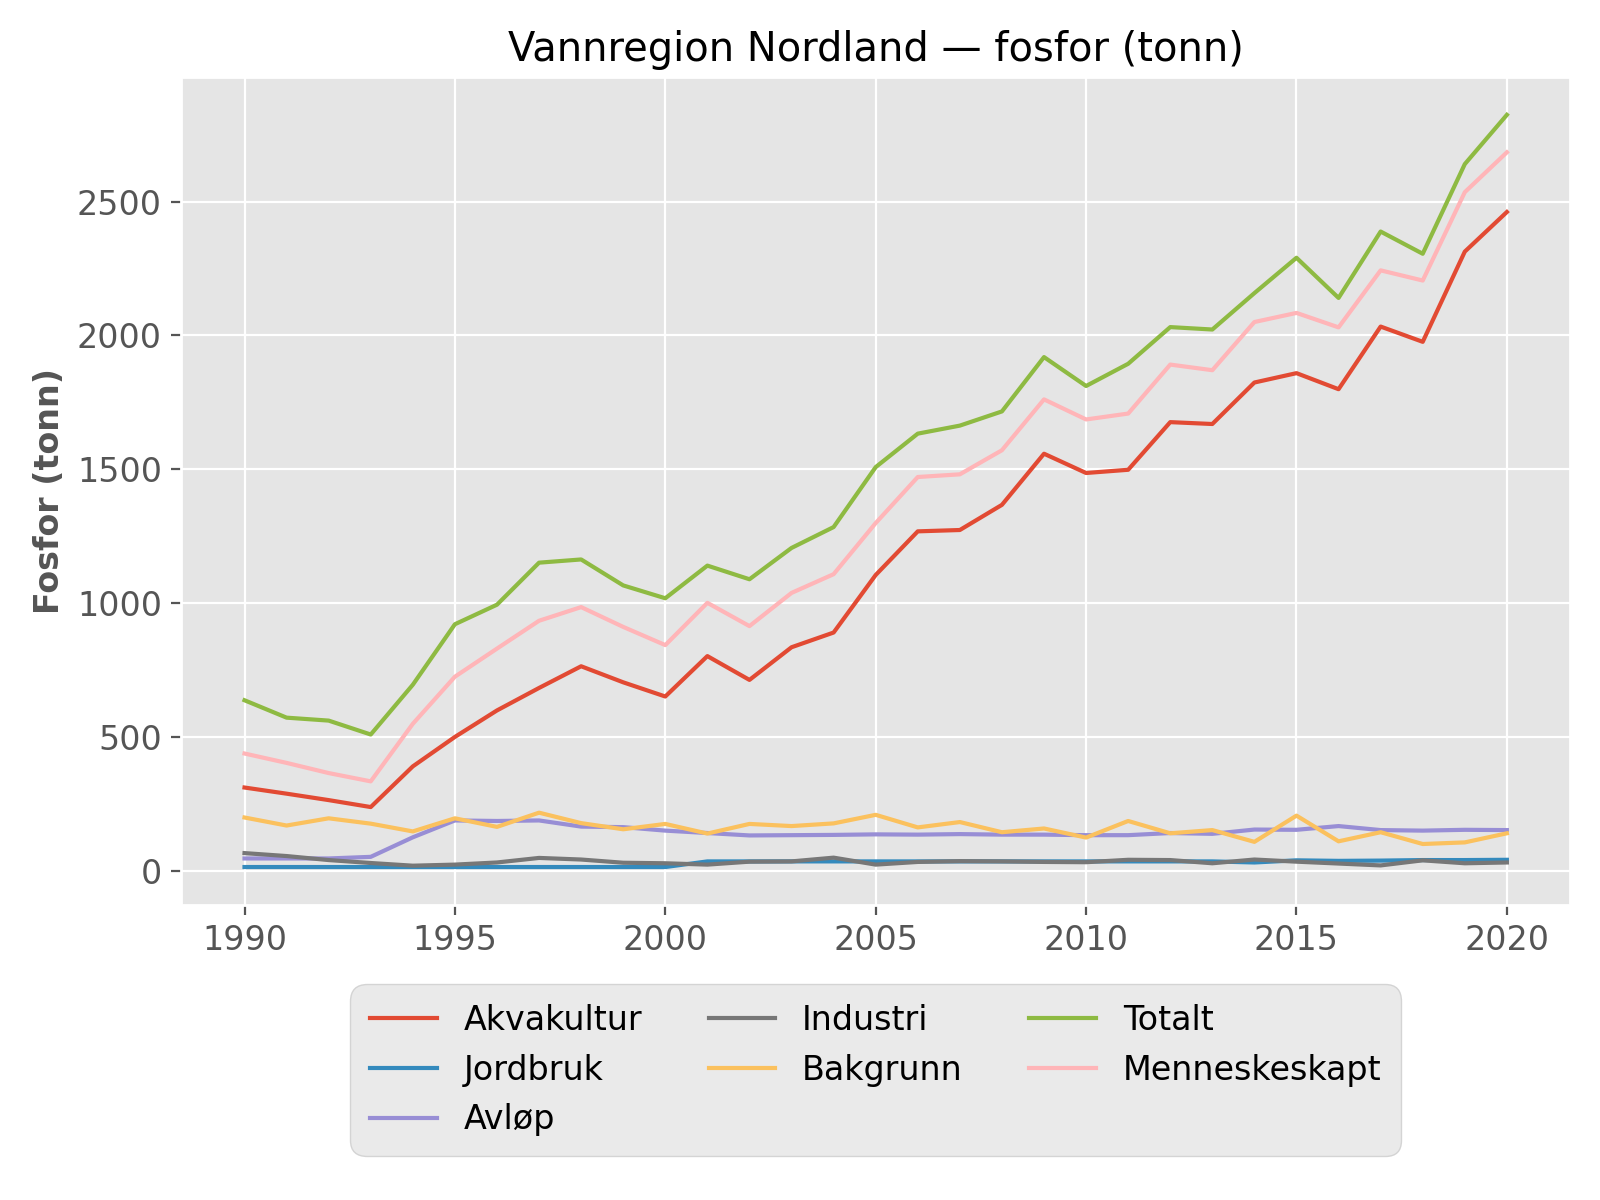 Vannregion Nordland — fosfor (tonn)
Fosfor (tonn)
2500
2000
1500
1000
500
0
1990 1995 2000 2005 2010 2015 2020
Akvakultur Industri Totalt
Jordbruk Bakgrunn Menneskeskapt
Avløp